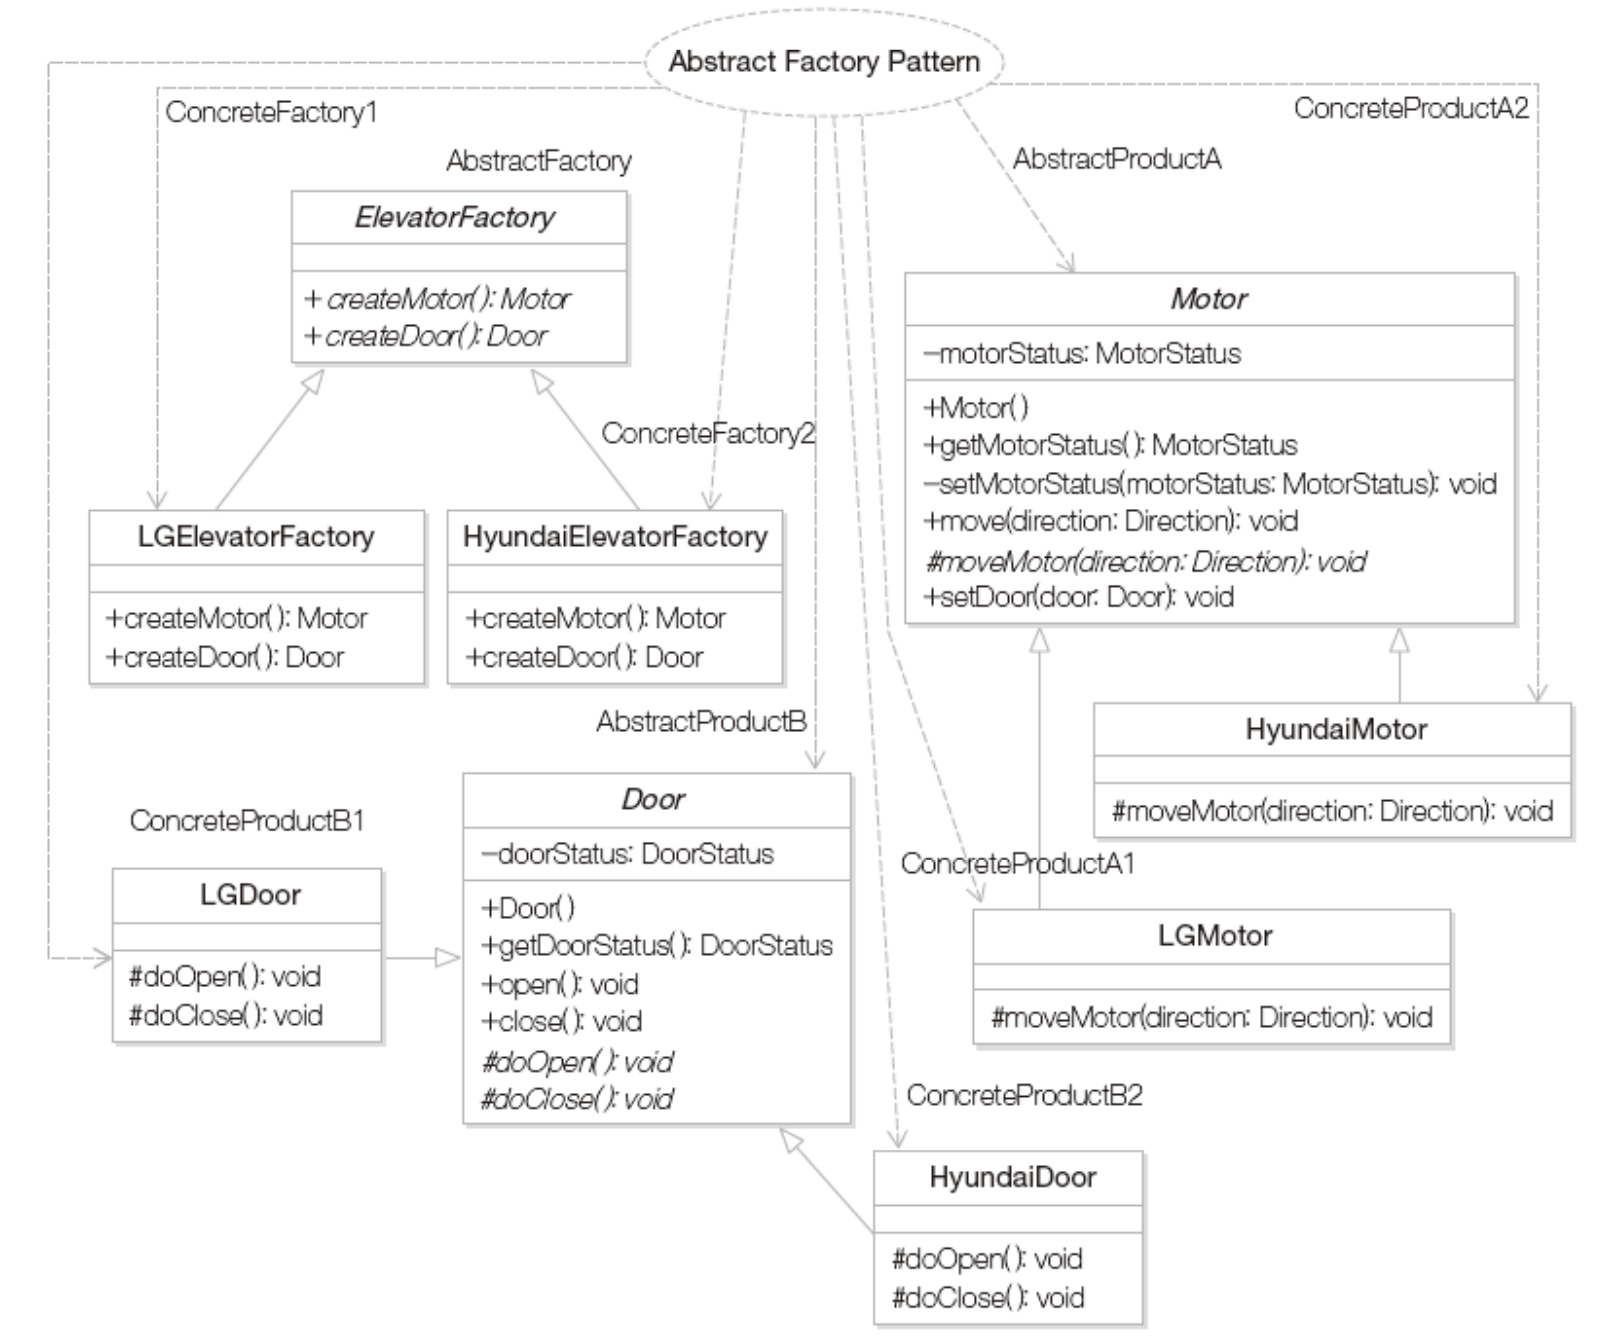 Abstract Factory Pattern
ConcreteFactory1
ConcreteProductA2
AbstractFactory
AbstractProductA
ElevatorFactory
+ createMotor(): Motor
+createDoor(): Door
Motor
-motorStatus: MotorStatus
+Motor()
+getMotorStatus(): MotorStatus
-setMotorStatus(motorStatus: MotorStatus): void
+move(direction: Direction): void
#moveMotor(direction: Direction): void
+setDoor(door: Door): void
ConcreteFactory2
LGElevatorFactory
+createMotor(): Motor
+createDoor(): Door
HyundaiElevatorFactory
+createMotor(): Motor
+createDoor(): Door
AbstractProductB
HyundaiMotor
#moveMotor(direction: Direction): void
ConcreteProductB1
Door
-doorStatus: DoorStatus
+Door()
+getDoorStatus(): DoorStatus
+open(): void
+close(): void
#doOpen(): void
#doClose(): void
LGDoor
#doOpen(): void
#doClose(): void
ConcreteProductA1
LGMotor
#moveMotor(direction: Direction): void
ConcreteProductB2
HyundaiDoor
#doOpen(): void
#doClose(): void